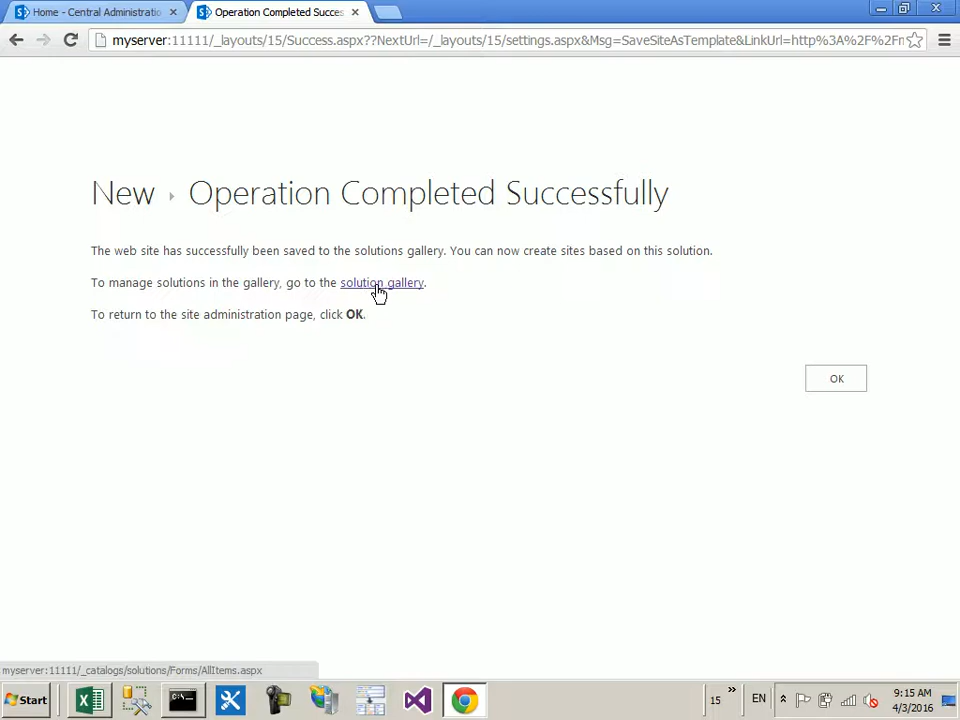 Home - Central Administratio
Operation Completed Succes
myserver:11111/_layouts/15/Success.aspx??NextUrl=/_layouts/15/settings.aspx&Msg=SaveSiteAsTemplate&LinkUrl=http%3A%2F%2Fm
New ▸ Operation Completed Successfully
The web site has successfully been saved to the solutions gallery. You can now create sites based on this solution.
To manage solutions in the gallery, go to the solution gallery.
To return to the site administration page, click OK.
OK
myserver:11111/_catalogs/solutions/Forms/AllItems.aspx
Start
15
»
EN
9:15 AM
4/3/2016